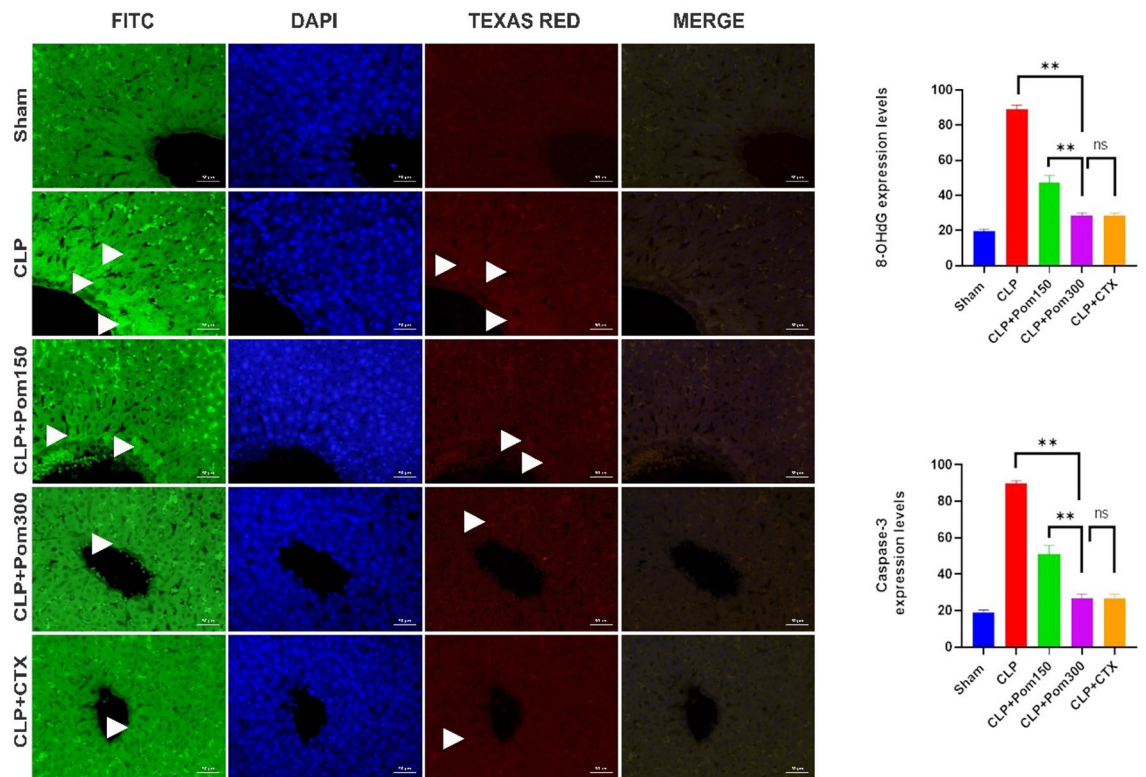 FITC DAPI TEXAS RED MERGE
Sham
CLP
CLP+Pom150
CLP+Pom300
CLP+CTX
8-OHdG expression levels
100
80
60
40
20
0
**
**
ns
Sham CLP CLP+Pom150 CLP+Pom300 CLP+CTX
Caspase-3
expression levels
100
80
60
40
20
0
**
**
ns
Sham CLP CLP+Pom150 CLP+Pom300 CLP+CTX